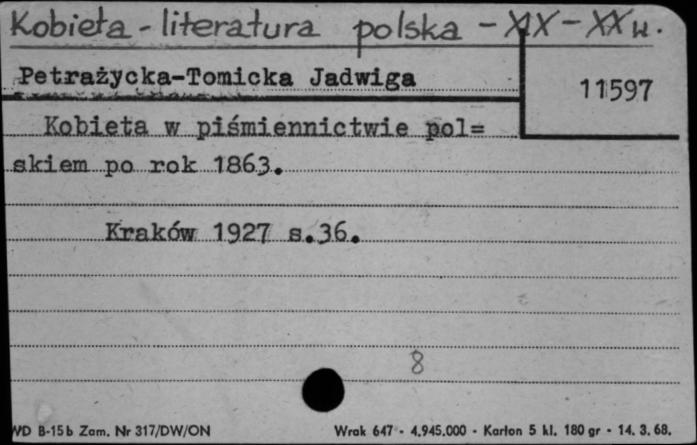 Kobieta - literatura polska - XIX - XX w.
Petrażycka-Tomicka Jadwiga
11597
Kobieta w piśmiennictwie pol=
skiem po rok 1863.
Kraków 1927 s.36.
8
WD B-15b Zam. Nr 317/DW/ON
Wrak 647 - 4.945.000 - Karton 5 kl. 180 gr - 14. 3. 68.